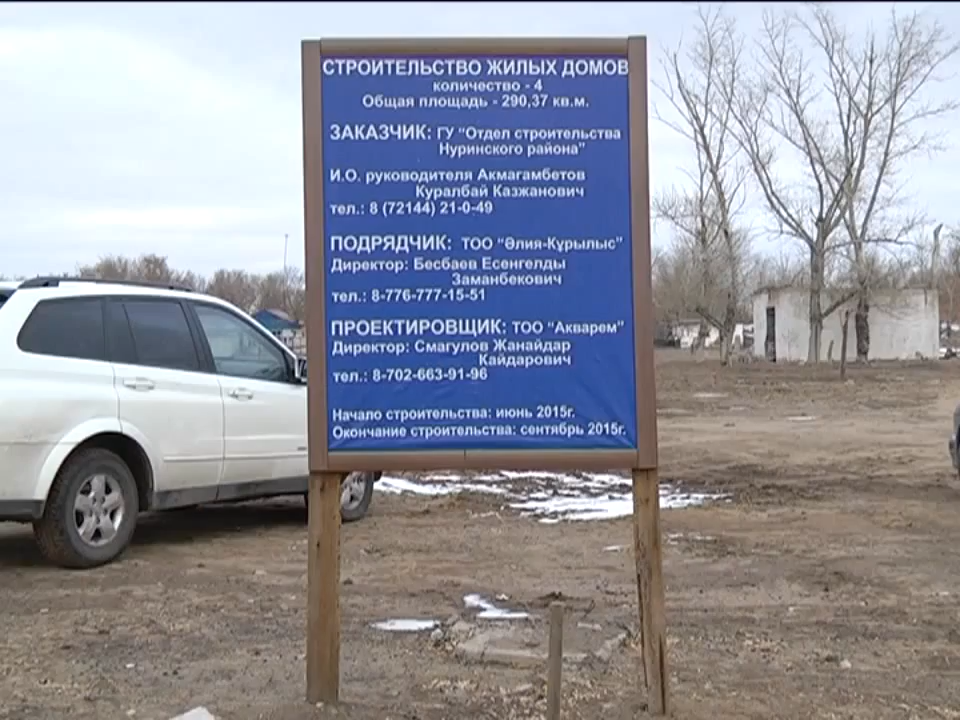 СТРОИТЕЛЬСТВО ЖИЛЫХ ДОМОВ
количество - 4
Общая площадь - 290,37 кв.м.
ЗАКАЗЧИК: ГУ "Отдел строительства
Нуринского района"
И.О. руководителя Акмагамбетов
Куралбай Казжанович
тел.: 8 (72144) 21-0-49
ПОДРЯДЧИК: ТОО "Әлия-Құрылыс"
Директор: Бесбаев Есенгелды
Заманбекович
тел.: 8-776-777-15-51
ПРОЕКТИРОВЩИК: ТОО "Акварем"
Директор: Смагулов Жанайдар
Кайдарович
тел.: 8-702-663-91-96
Начало строительства: июнь 2015г.
Окончание строительства: сентябрь 2015г.